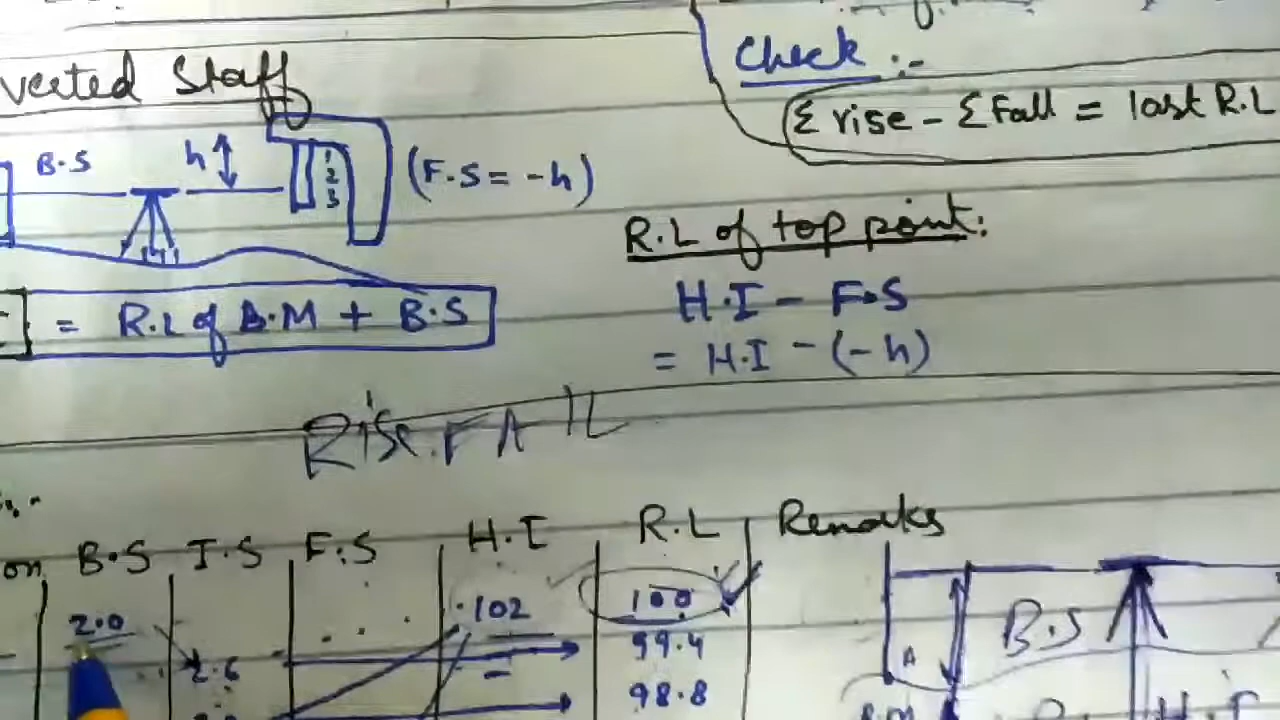 verted Staff
Check :-
Σ rise - Σ Fall = last R.L
B.S
h
1
2
3
(F.S = -h)
R.L of top point:
H.I - F.S
= H.I - (-h)
= R.L of B.M + B.S
Rise. FALL
on B.S I.S F.S H.I R.L Remarks
2.0 102 100
2.6 99.4
- 98.8
B.S
A
B.M
H.I